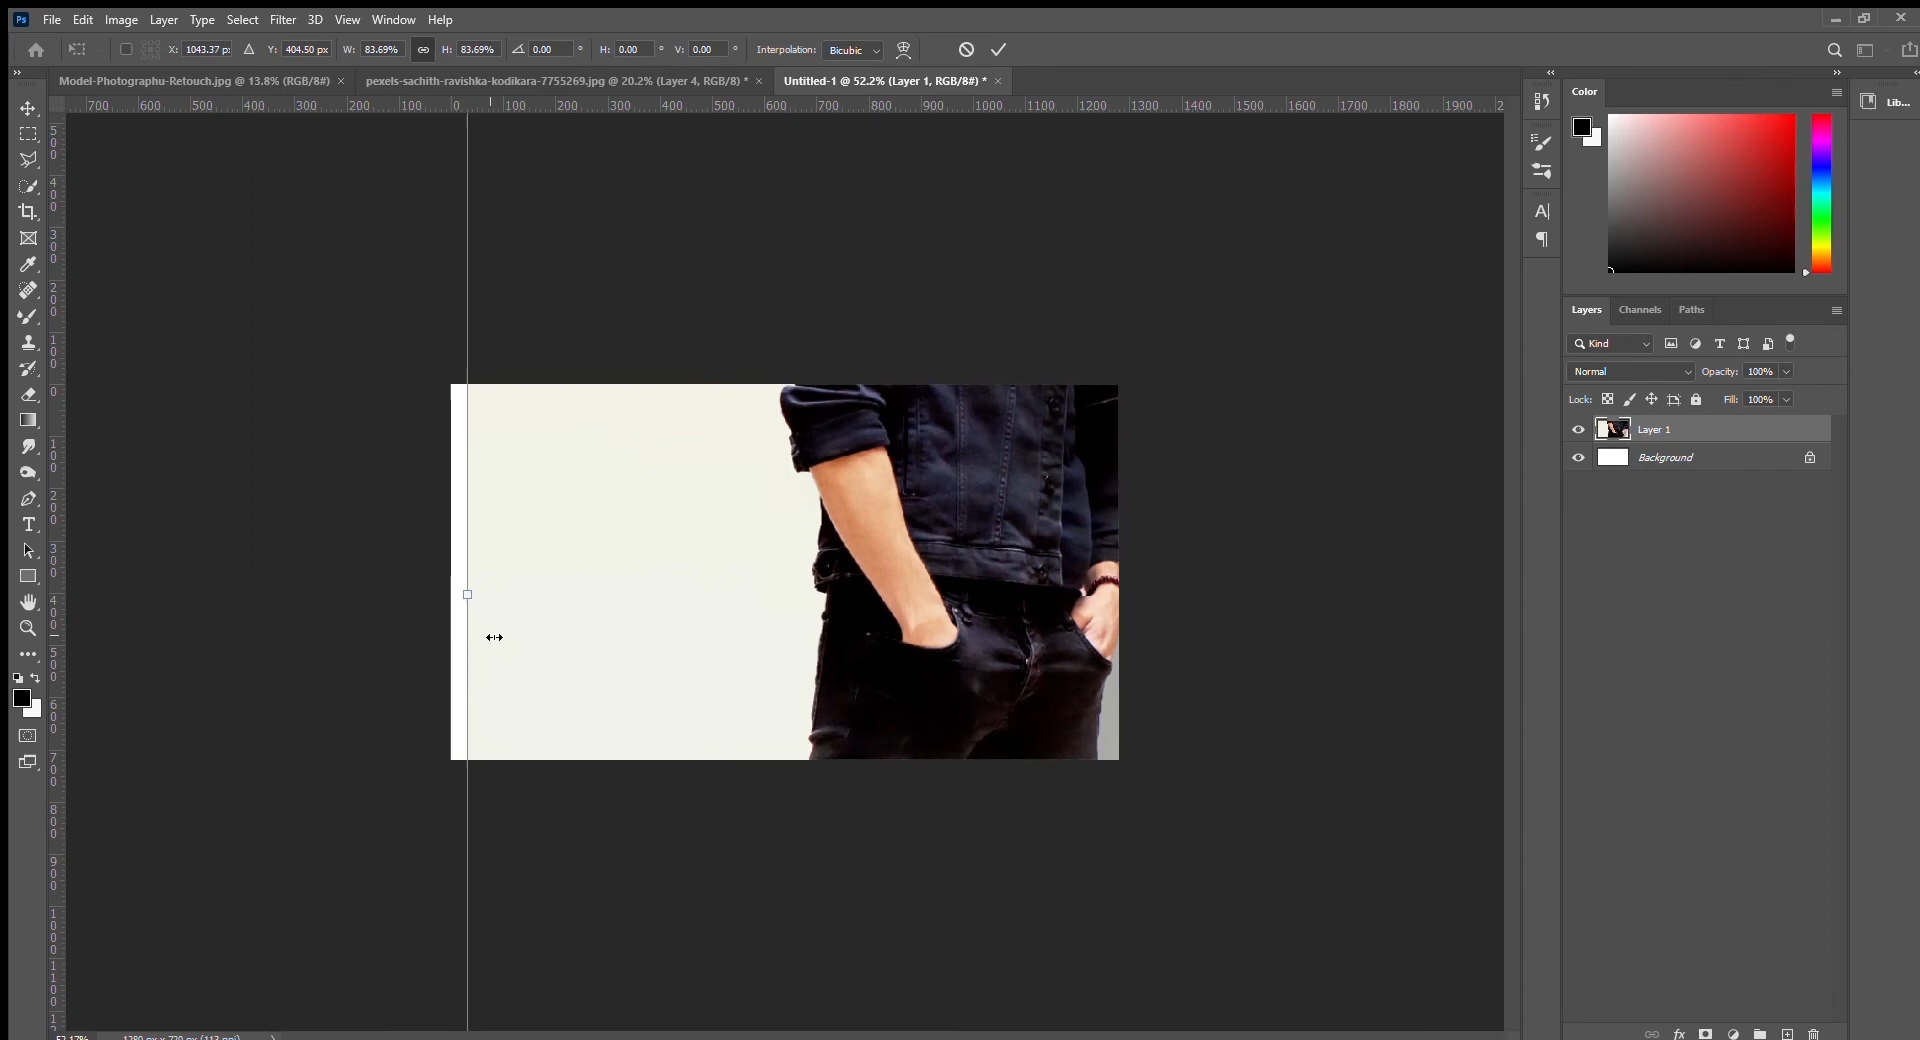 Ps File Edit Image Layer Type Select Filter 3D View Window Help
X: 1043.37 p: Y: 404.50 px W: 83.69% H: 83.69% 0.00 ° H: 0.00 ° V: 0.00 ° Interpolation: Bicubic
Model-Photographu-Retouch.jpg @ 13.8% (RGB/8#) × pexels-sachith-ravishka-kodikara-7755269.jpg @ 20.2% (Layer 4, RGB/8) * × Untitled-1 @ 52.2% (Layer 1, RGB/8#) * ×
700 600 500 400 300 200 100 0 100 200 300 400 500 600 700 800 900 1000 1100 1200 1300 1400 1500 1600 1700 1800 1900 2
500
400
300
200
100
0
100
200
300
400
500
600
700
800
900
1000
1100
12
Color
Lib...
Layers Channels Paths
Kind
Normal Opacity: 100%
Lock: Fill: 100%
Layer 1
Background
fx
52.17% 1280 px x 720 px (113 ppi)